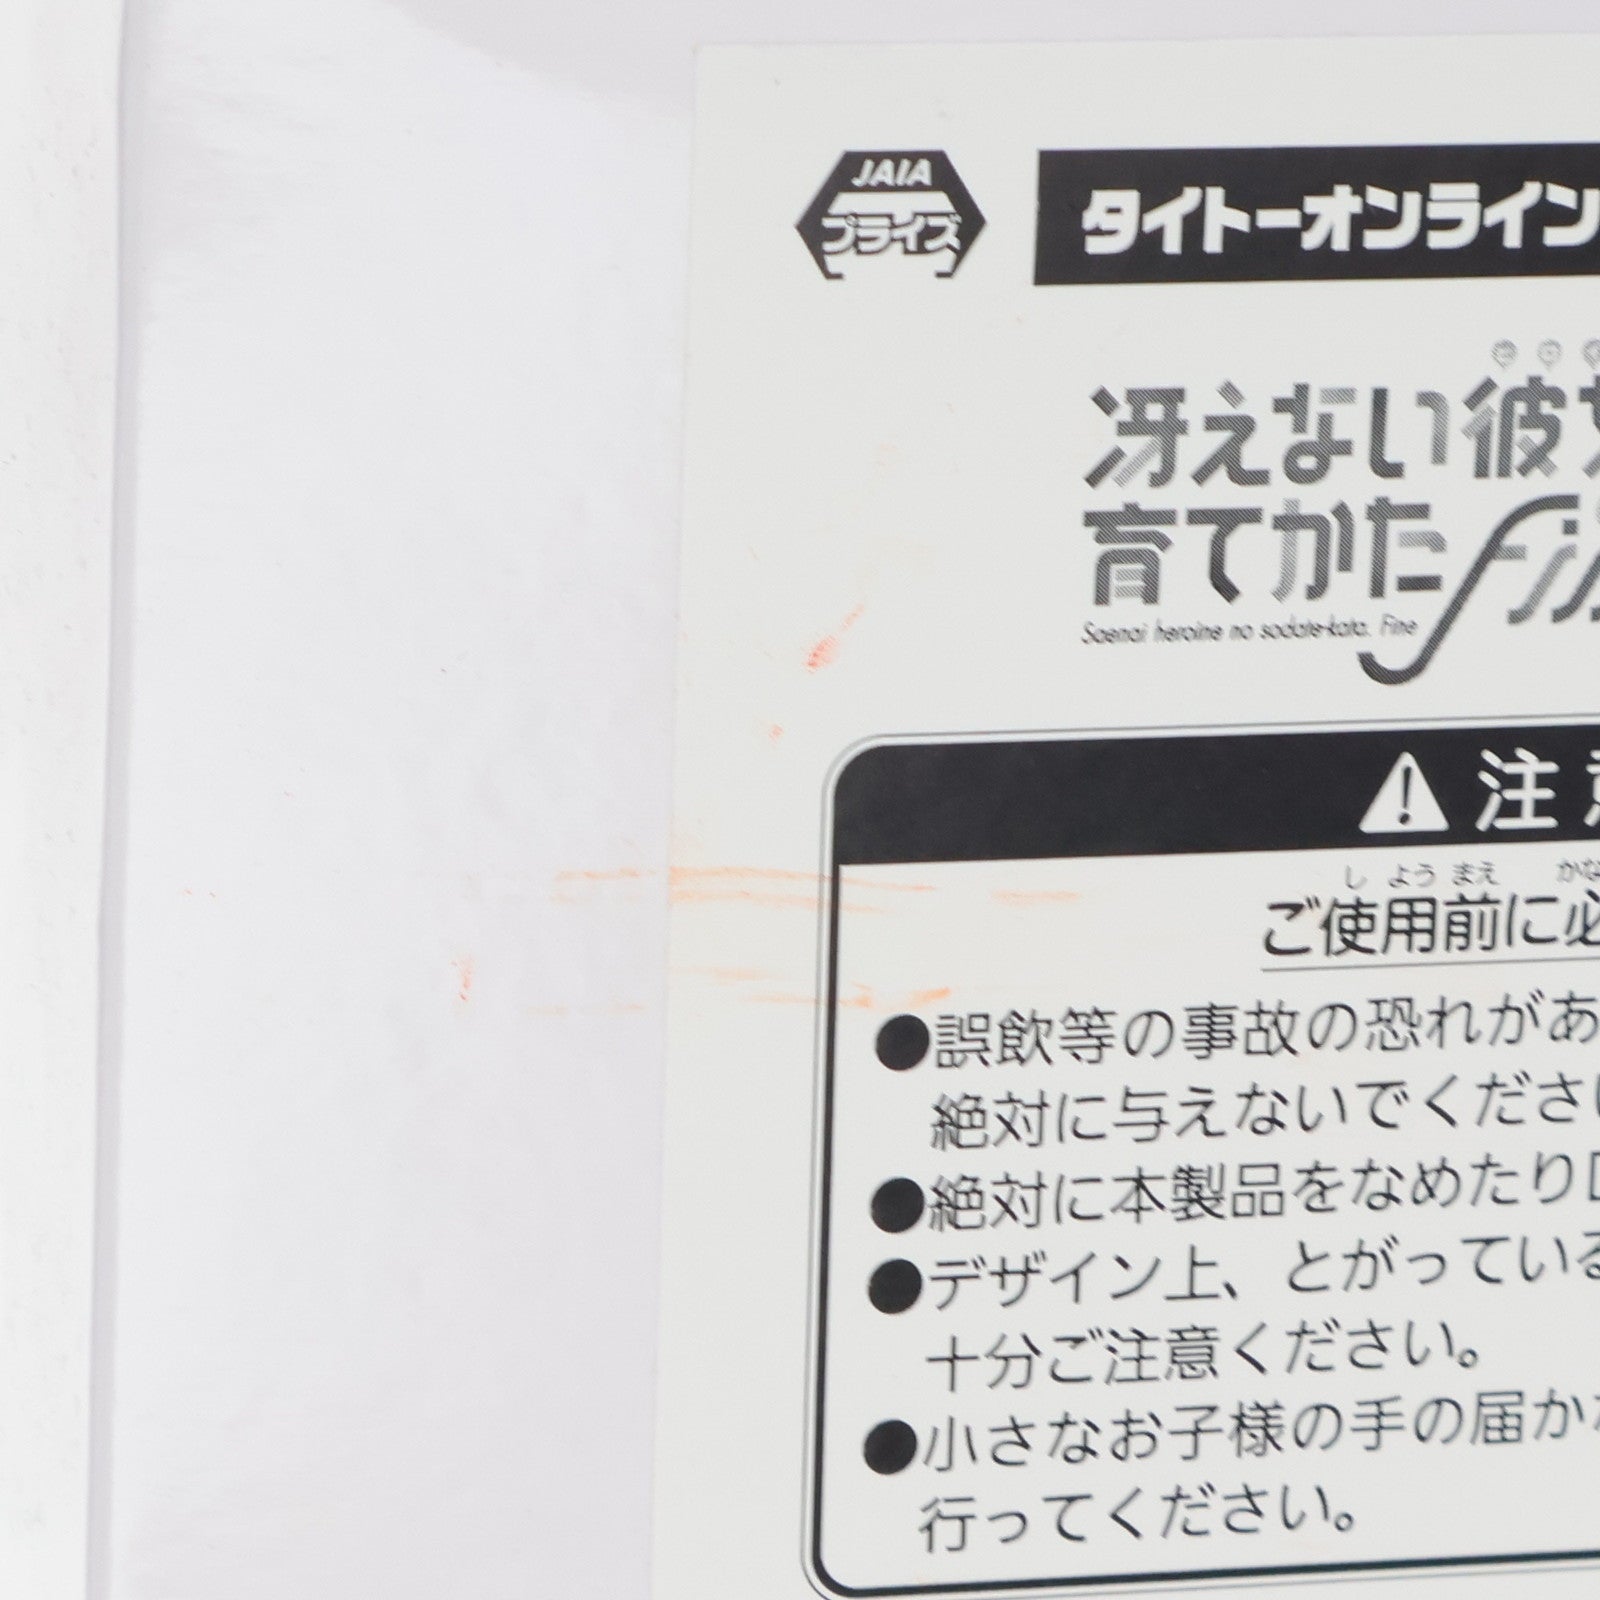 JAIA
プライズ
タイトーオンライン
冴えない彼
育てかた
Saenai heroine no sodate-kata. Fine
注
し よう まえ
ご使用前に必
●誤飲等の事故の恐れがあ
絶対に与えないでくださ
●絶対に本製品をなめたり
●デザイン上、とがっている
十分ご注意ください。
●小さなお子様の手の届か
行ってください。